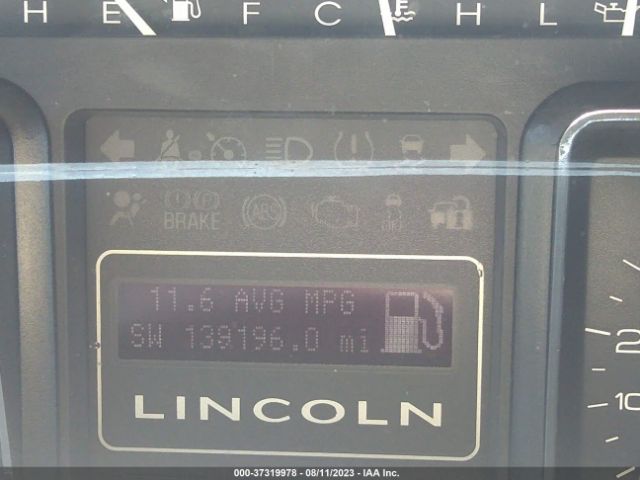 H E F C H L
BRAKE ABS
11.6 AVG MPG
SW 139196.0 mi
LINCOLN
2
10
000-37319978 - 08/11/2023 - IAA Inc.